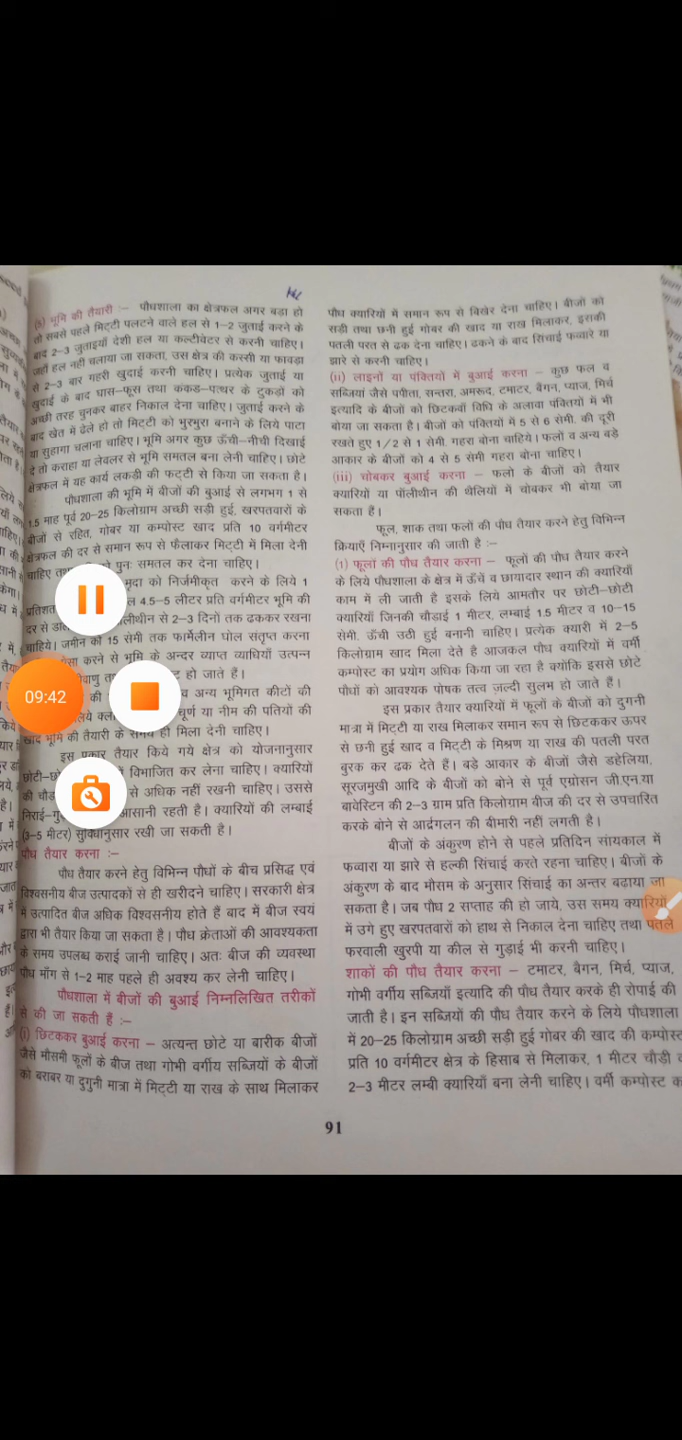 (5) भूमि की तैयारी :– पौधशाला का क्षेत्रफल अगर बड़ा हो
तो सबसे पहले मिट्टी पलटने वाले हल से 1–2 जुताई करने के
बाद 2–3 जुताइयाँ देशी हल या कल्टीवेटर से करनी चाहिए।
जहाँ हल नही चलाया जा सकता, उस क्षेत्र की कस्सी या फावड़ा
से 2–3 बार गहरी खुदाई करनी चाहिए। प्रत्येक जुताई या
खुदाई के बाद घास–फूस तथा ककड–पत्थर के टुकडों को
अच्छी तरह चुनकर बाहर निकाल देना चाहिए। जुताई करने के
बाद खेत में ढेले हो तो मिट्टी को भुरभुरा बनाने के लिये पाटा
या सुहागा चलाना चाहिए। भूमि अगर कुछ ऊँची–नीची दिखाई
दे तो कराहा या लेवलर से भूमि समतल बना लेनी चाहिए। छोटे
क्षेत्रफल में यह कार्य लकडी की फट्टी से किया जा सकता है।
पौधशाला की भूमि में बीजों की बुआई से लगभग 1 से
1.5 माह पूर्व 20–25 किलोग्राम अच्छी सड़ी हुई, खरपतवारों के
बीजों से रहित, गोबर या कम्पोस्ट खाद प्रति 10 वर्गमीटर
क्षेत्रफल की दर से समान रूप से फैलाकर मिट्टी में मिला देनी
चाहिए पुनः समतल कर देना चाहिए।
मृदा को निर्जमीकृत करने के लिये 1
प्रतिशत 4.5–5 लीटर प्रति वर्गमीटर भूमि की
दर से 2–3 दिनों तक ढककर रखना
चाहिये। जमीन को 15 सेमी तक फार्मेलीन घोल संतृप्त करना
करने से भूमि के अन्दर व्याप्त व्याधियाँ उत्पन्न
हो जाते हैं।
की व अन्य भूमिगत कीटों की
चूर्ण या नीम की पतियों की
खाद भूमि की तैयारी के समय ही मिला देनी चाहिए।
इस प्रकार तैयार किये गये क्षेत्र को योजनानुसार
विभाजित कर लेना चाहिए। क्यारियों
से अधिक नहीं रखनी चाहिए। उससे
आसानी रहती है। क्यारियों की लम्बाई
(3–5 मीटर) सुविधानुसार रखी जा सकती है।
पौध तैयार करना :–
पौध तैयार करने हेतु विभिन्न पौधों के बीच प्रसिद्ध एवं
विश्वसनीय बीज उत्पादकों से ही खरीदने चाहिए। सरकारी क्षेत्र
में उत्पादित बीज अधिक विश्वसनीय होते हैं बाद में बीज स्वयं
द्वारा भी तैयार किया जा सकता है। पौध क्रेताओं की आवश्यकता
के समय उपलब्ध कराई जानी चाहिए। अतः बीज की व्यवस्था
पौध माँग से 1–2 माह पहले ही अवश्य कर लेनी चाहिए।
पौधशाला में बीजों की बुआई निम्नलिखित तरीकों
से की जा सकती हैं :–
(i) छिटककर बुआई करना – अत्यन्त छोटे या बारीक बीजों
जैसे मौसमी फूलों के बीज तथा गोभी वर्गीय सब्जियों के बीजों
को बराबर या दुगुनी मात्रा में मिट्टी या राख के साथ मिलाकर
पौध क्यारियों में समान रूप से बिखेर देना चाहिए। बीजों को
सड़ी तथा छनी हुई गोबर की खाद या राख मिलाकर, इसकी
पतली परत से ढक देना चाहिए। ढकने के बाद सिंचाई फव्वारे या
झारे से करनी चाहिए।
(ii) लाइनों या पंक्तियों में बुआई करना – कुछ फल व
सब्जियां जैसे पपीता, सन्तरा, अमरूद, टमाटर, बैगन, प्याज, मिर्च
इत्यादि के बीजों को छिटकवाँ विधि के अलावा पंक्तियों में भी
बोया जा सकता है। बीजों को पंक्तियों में 5 से 6 सेमी. की दूरी
रखते हुए 1/2 से 1 सेमी. गहरा बोना चाहिये। फलों व अन्य बड़े
आकार के बीजों को 4 से 5 संमी गहरा बोना चाहिए।
(iii) चोबकर बुआई करना – फलो के बीजों को तैयार
क्यारियों या पॉलीथीन की थैलियों में चोबकर भी बोया जा
सकता हैं।
फूल, शाक तथा फलों की पौध तैयार करने हेतु विभिन्न
क्रियाएँ निम्नानुसार की जाती है :–
(1) फूलों की पौध तैयार करना – फूलों की पौध तैयार करने
के लिये पौधशाला के क्षेत्र में ऊँचें व छायादार स्थान की क्यारियाँ
काम में ली जाती है इसके लिये आमतौर पर छोटी–छोटी
क्यारियाँ जिनकी चौडाई 1 मीटर, लम्बाई 1.5 मीटर व 10–15
सेमी. ऊँची उठी हुई बनानी चाहिए। प्रत्येक क्यारी में 2–5
किलोग्राम खाद मिला देते है आजकल पौध क्यारियों में वर्मी
कम्पोस्ट का प्रयोग अधिक किया जा रहा है क्योंकि इससे छोटे
पौधों को आवश्यक पोषक तत्व ज़ल्दी सुलभ हो जाते हैं।
इस प्रकार तैयार क्यारियों में फूलों के बीजों को दुगनी
मात्रा में मिट्टी या राख मिलाकर समान रूप से छिटककर ऊपर
से छनी हुई खाद व मिट्टी के मिश्रण या राख की पतली परत
बुरक कर ढक देते हैं। बड़े आकार के बीजों जैसे डहेलिया,
सूरजमुखी आदि के बीजों को बोने से पूर्व एग्रोसन जी.एन.या
बावेस्टिन की 2–3 ग्राम प्रति किलोग्राम बीज की दर से उपचारित
करके बोने से आर्द्रगलन की बीमारी नहीं लगती है।
बीजों के अंकुरण होने से पहले प्रतिदिन सांयकाल में
फव्वारा या झारे से हल्की सिंचाई करते रहना चाहिए। बीजों के
अंकुरण के बाद मौसम के अनुसार सिंचाई का अन्तर बढाया जा
सकता है। जब पौध 2 सप्ताह की हो जाये, उस समय क्यारियों
में उगे हुए खरपतवारों को हाथ से निकाल देना चाहिए तथा पतले
फरवाली खुरपी या कील से गुड़ाई भी करनी चाहिए।
शाकों की पौध तैयार करना – टमाटर, बैगन, मिर्च, प्याज,
गोभी वर्गीय सब्जियाँ इत्यादि की पौध तैयार करके ही रोपाई की
जाती है। इन सब्जियों की पौध तैयार करने के लिये पौधशाला
में 20–25 किलोग्राम अच्छी सड़ी हुई गोबर की खाद की कम्पोस्ट
प्रति 10 वर्गमीटर क्षेत्र के हिसाब से मिलाकर, 1 मीटर चौड़ी
2–3 मीटर लम्बी क्यारियाँ बना लेनी चाहिए। वर्मी कम्पोस्ट
91
09:42